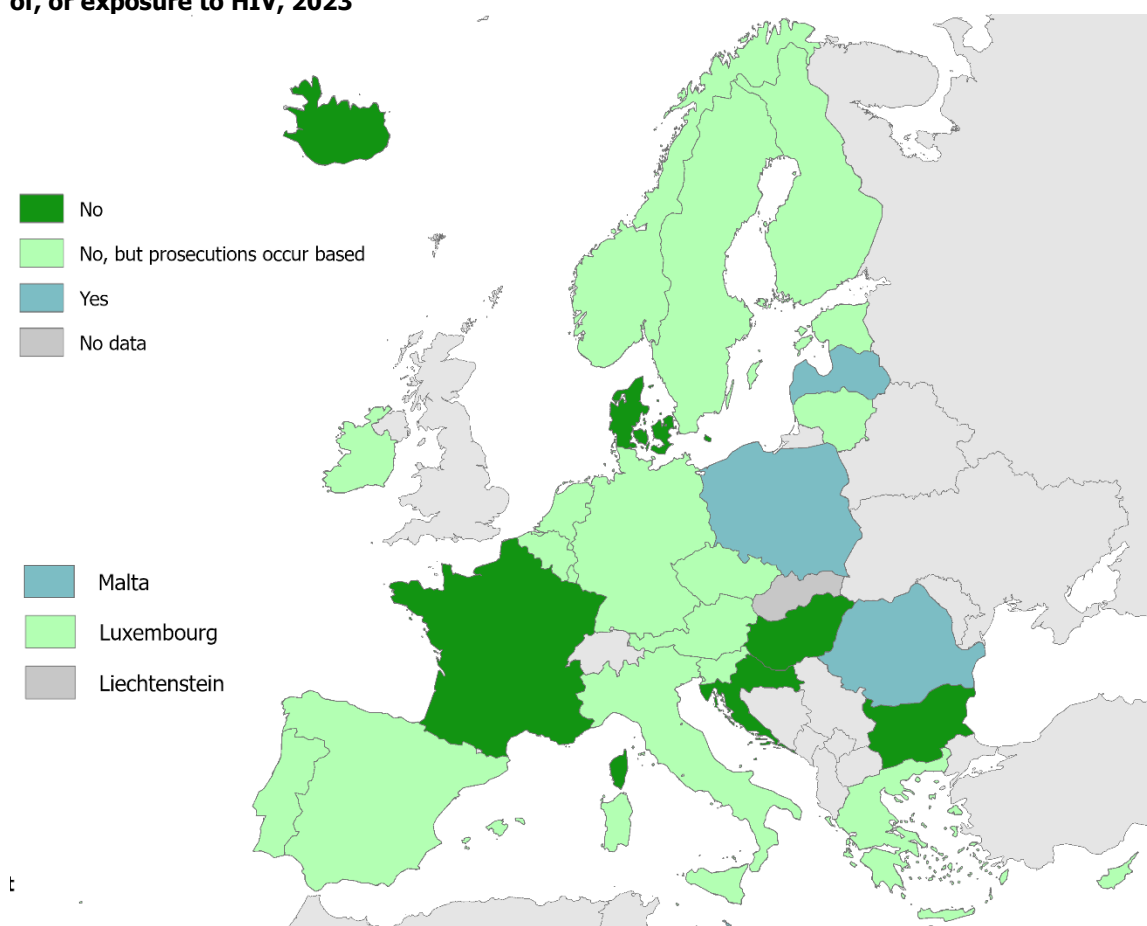 of, or exposure to HIV, 2023
No
No, but prosecutions occur based
Yes
No data
Malta
Luxembourg
Liechtenstein
t